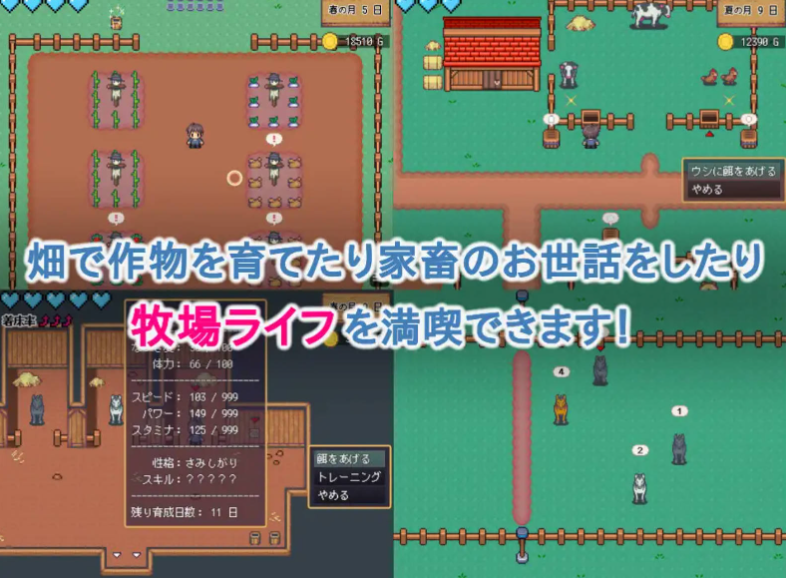 春の月 5 日
18510 G
夏の月 9 日
12390 G
ウシに餌をあげる
やめる
畑で作物を育てたり家畜のお世話をしたり
牧場ライフを満喫できます!
体力: 66 / 100
スピード: 103 / 999
パワー: 149 / 999
スタミナ: 125 / 999
性格: さみしがり
スキル: ?????
残り育成日数: 11 日
餌をあげる
トレーニング
やめる
4
1
2